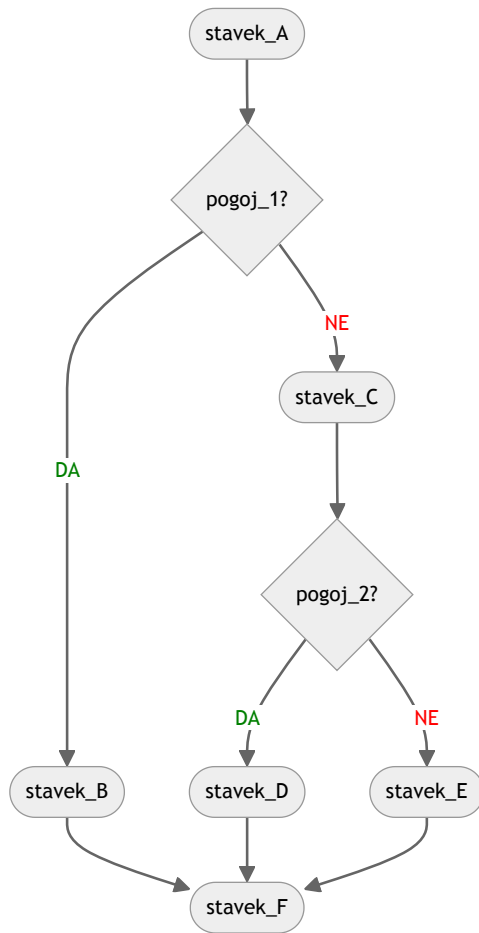 stavek_A
pogoj_1?
NE
stavek_C
DA
pogoj_2?
DA
NE
stavek_B
stavek_D
stavek_E
stavek_F